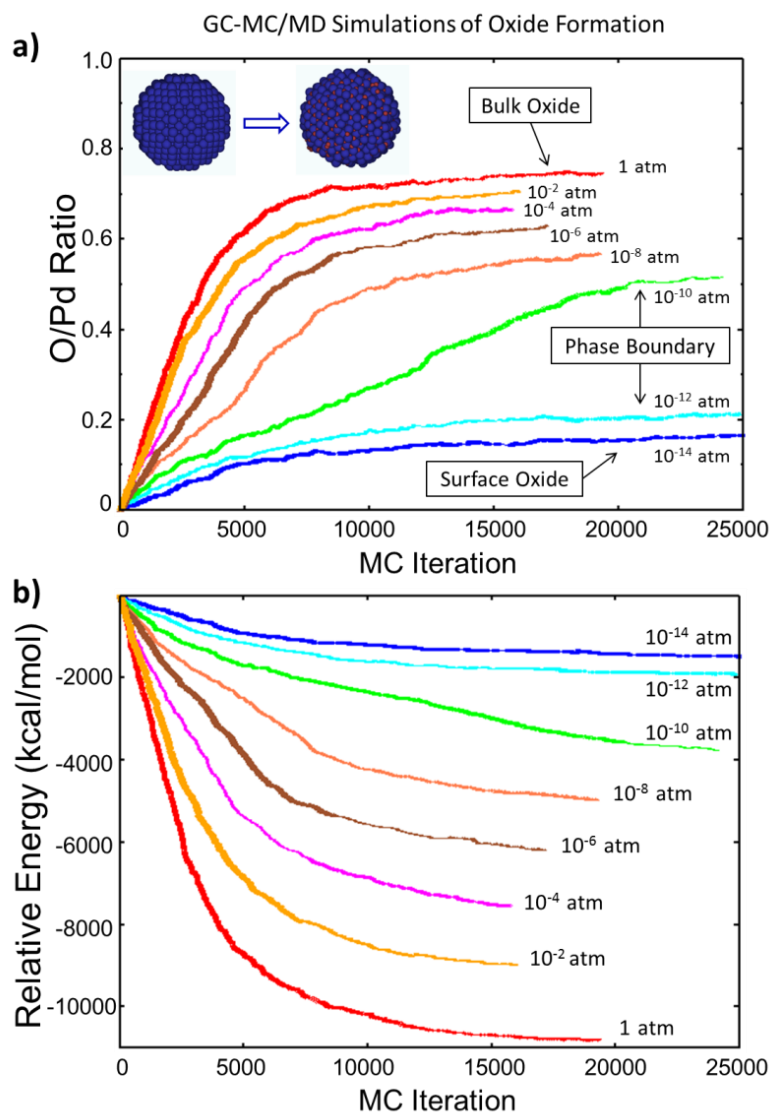 GC-MC/MD Simulations of Oxide Formation
a)
1.0
0.8
0.6
0.4
0.2
0
O/Pd Ratio
Bulk Oxide
1 atm
10⁻² atm
10⁻⁴ atm
10⁻⁶ atm
10⁻⁸ atm
10⁻¹⁰ atm
Phase Boundary
10⁻¹² atm
10⁻¹⁴ atm
Surface Oxide
0 5000 10000 15000 20000 25000
MC Iteration
b)
-2000
-4000
-6000
-8000
-10000
Relative Energy (kcal/mol)
10⁻¹⁴ atm
10⁻¹² atm
10⁻¹⁰ atm
10⁻⁸ atm
10⁻⁶ atm
10⁻⁴ atm
10⁻² atm
1 atm
0 5000 10000 15000 20000 25000
MC Iteration